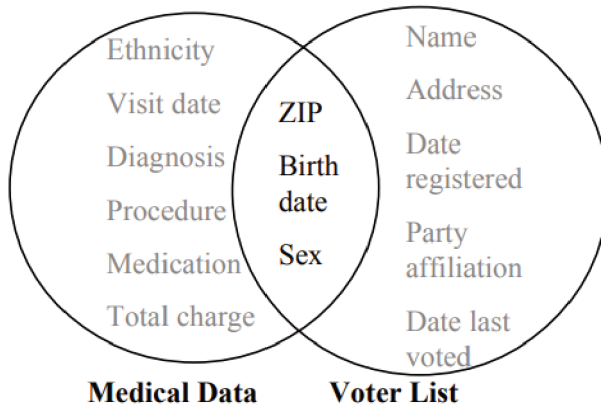 Ethnicity
Visit date
Diagnosis
Procedure
Medication
Total charge
ZIP
Birth
date
Sex
Name
Address
Date
registered
Party
affiliation
Date last
voted
Medical Data
Voter List